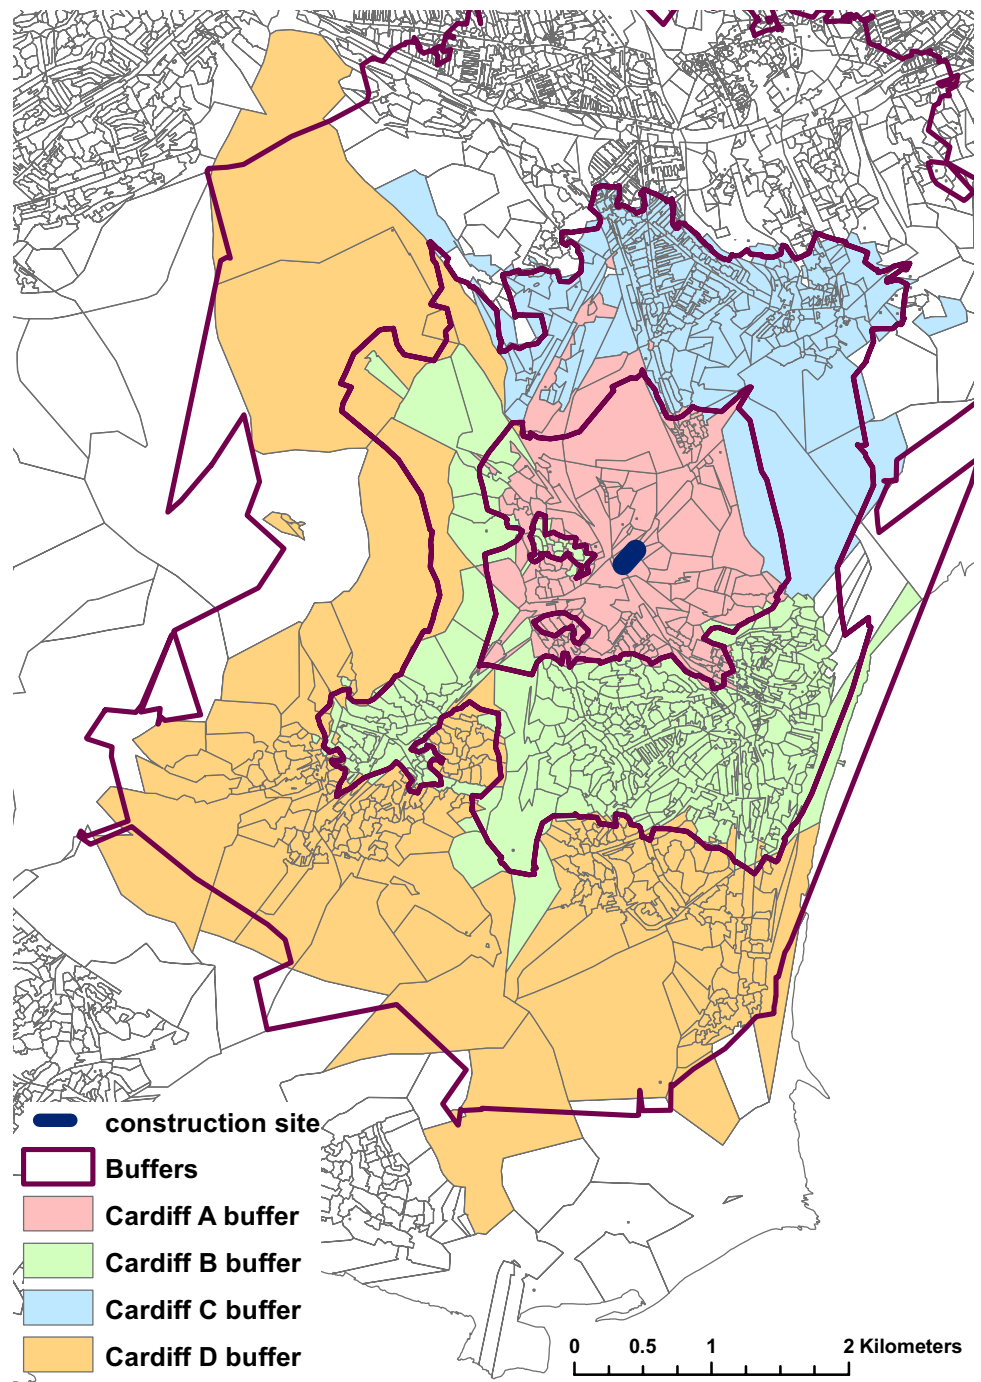 construction site
Buffers
Cardiff A buffer
Cardiff B buffer
Cardiff C buffer
Cardiff D buffer
0 0.5 1 2 Kilometers